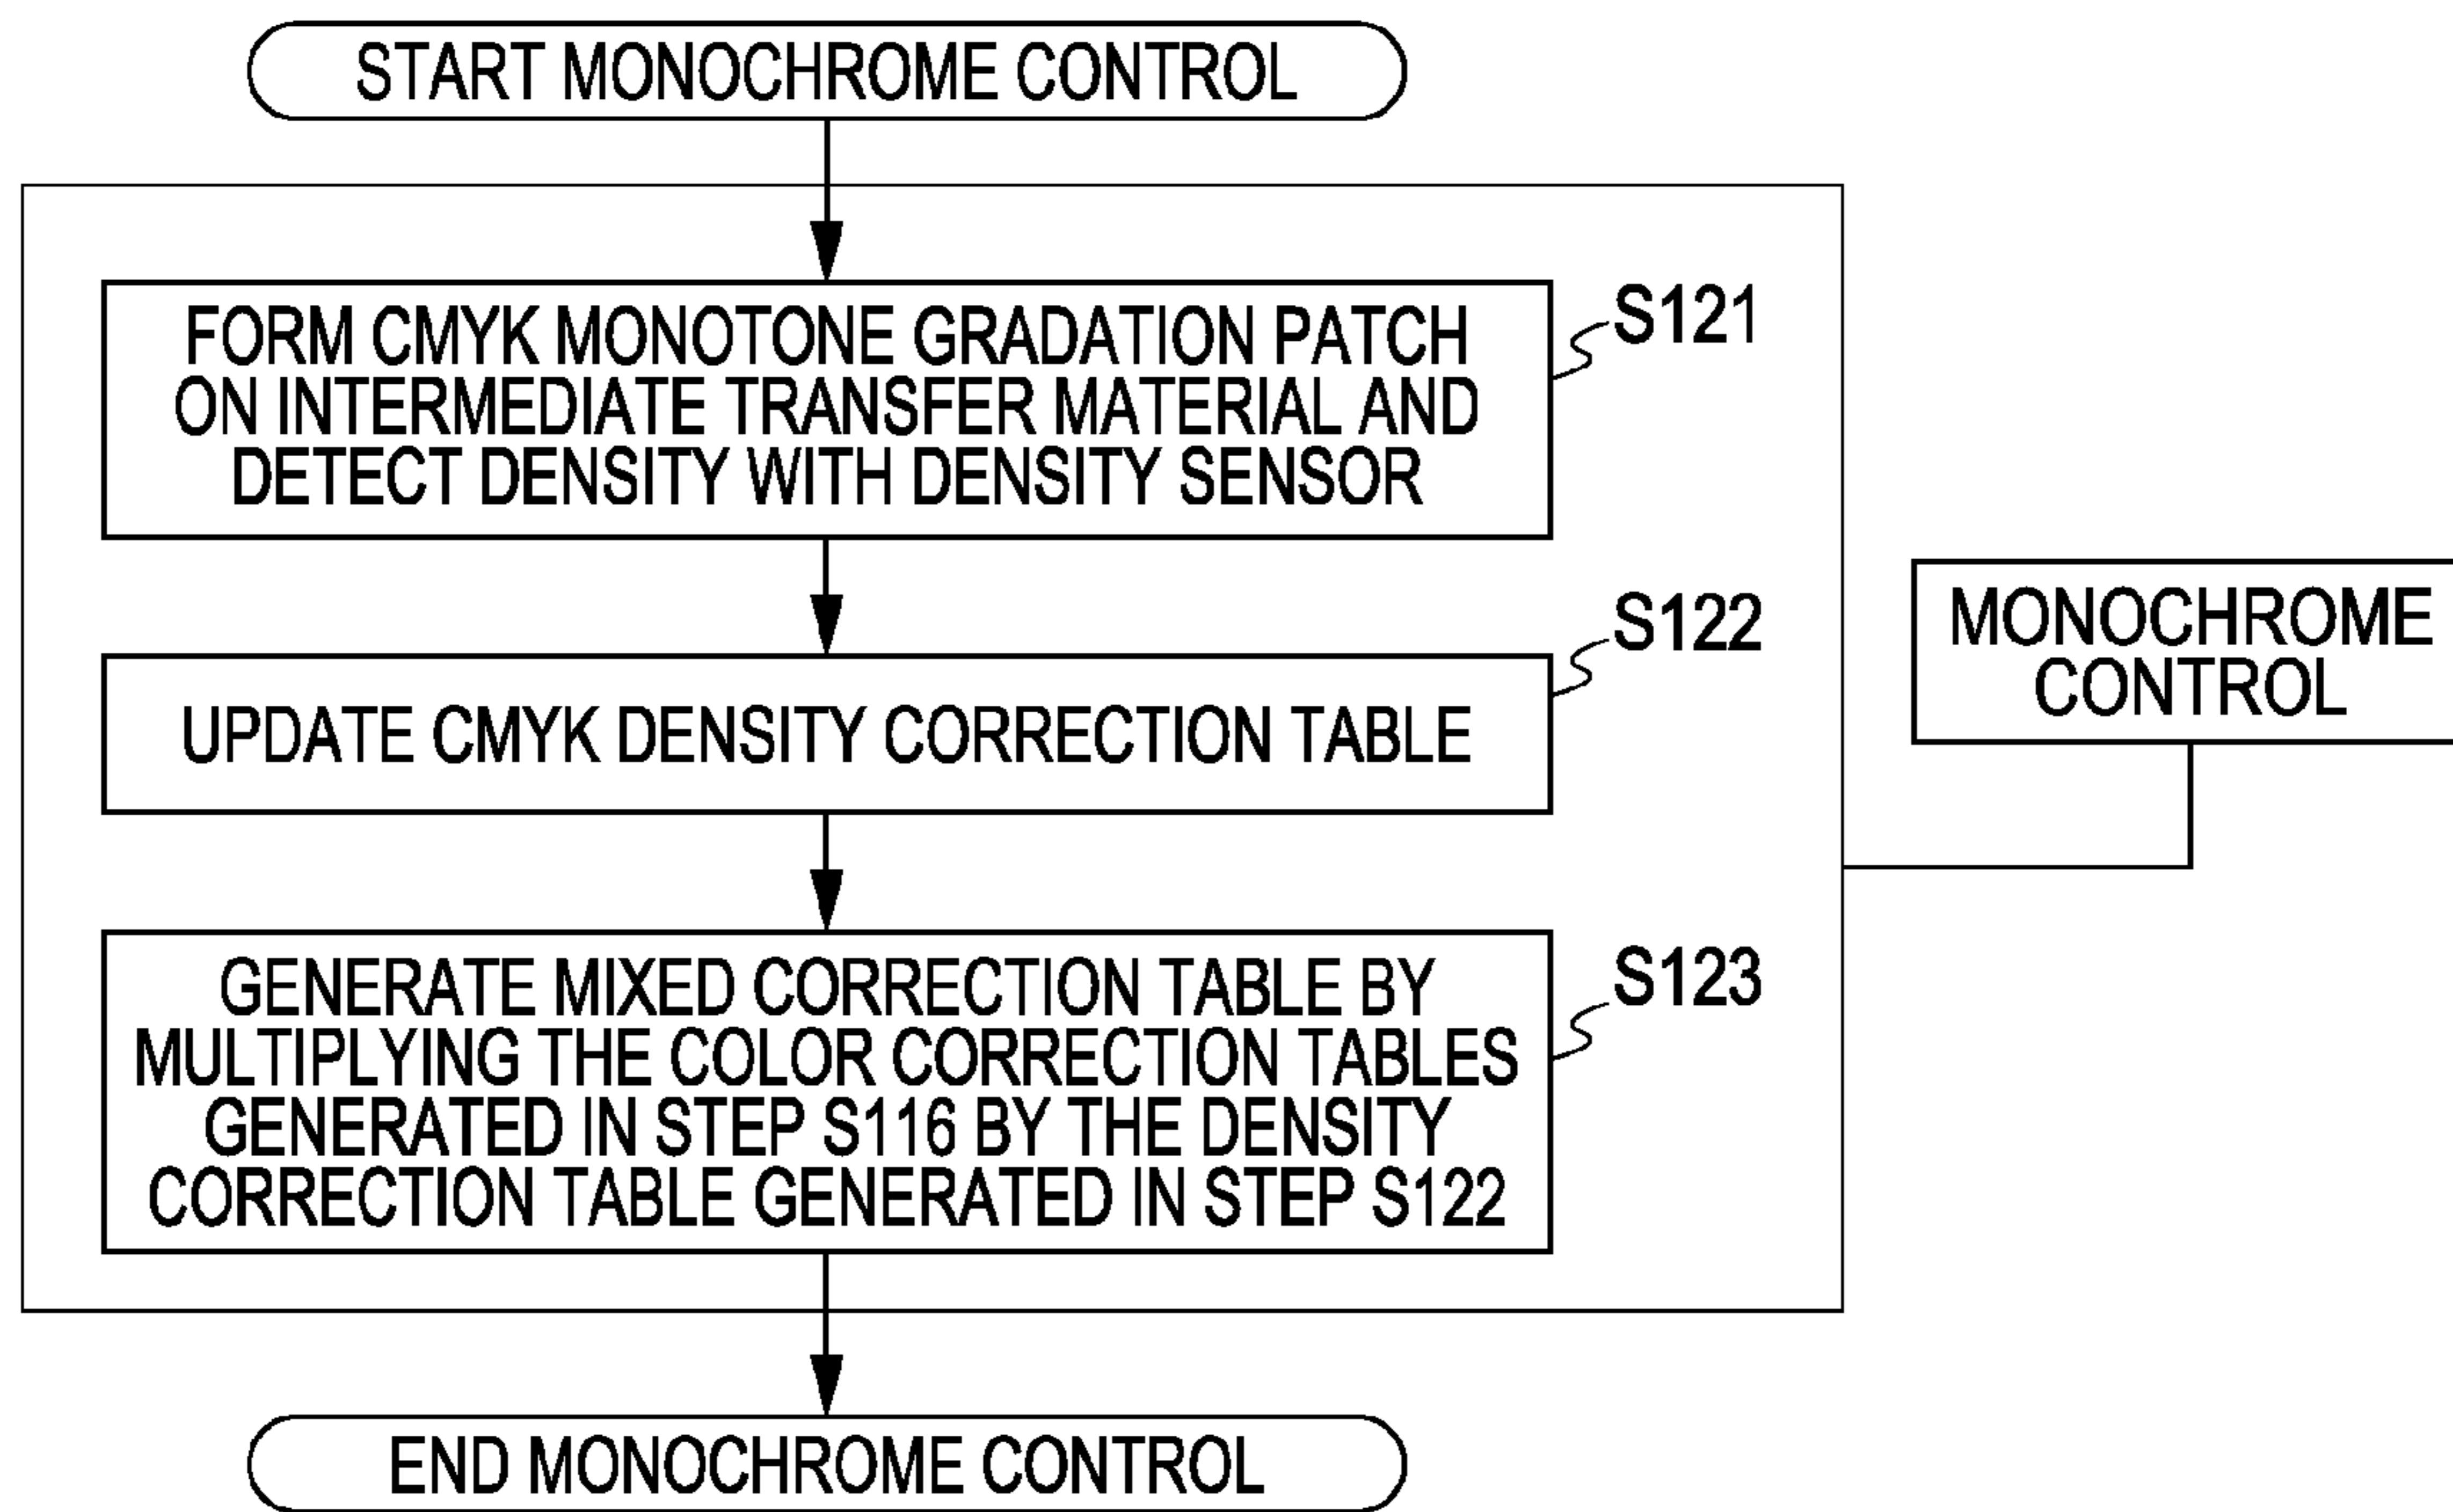 START MONOCHROME CONTROL
FORM CMYK MONOTONE GRADATION PATCH
ON INTERMEDIATE TRANSFER MATERIAL AND
DETECT DENSITY WITH DENSITY SENSOR
S121
UPDATE CMYK DENSITY CORRECTION TABLE
S122
MONOCHROME
CONTROL
GENERATE MIXED CORRECTION TABLE BY
MULTIPLYING THE COLOR CORRECTION TABLES
GENERATED IN STEP S116 BY THE DENSITY
CORRECTION TABLE GENERATED IN STEP S122
S123
END MONOCHROME CONTROL